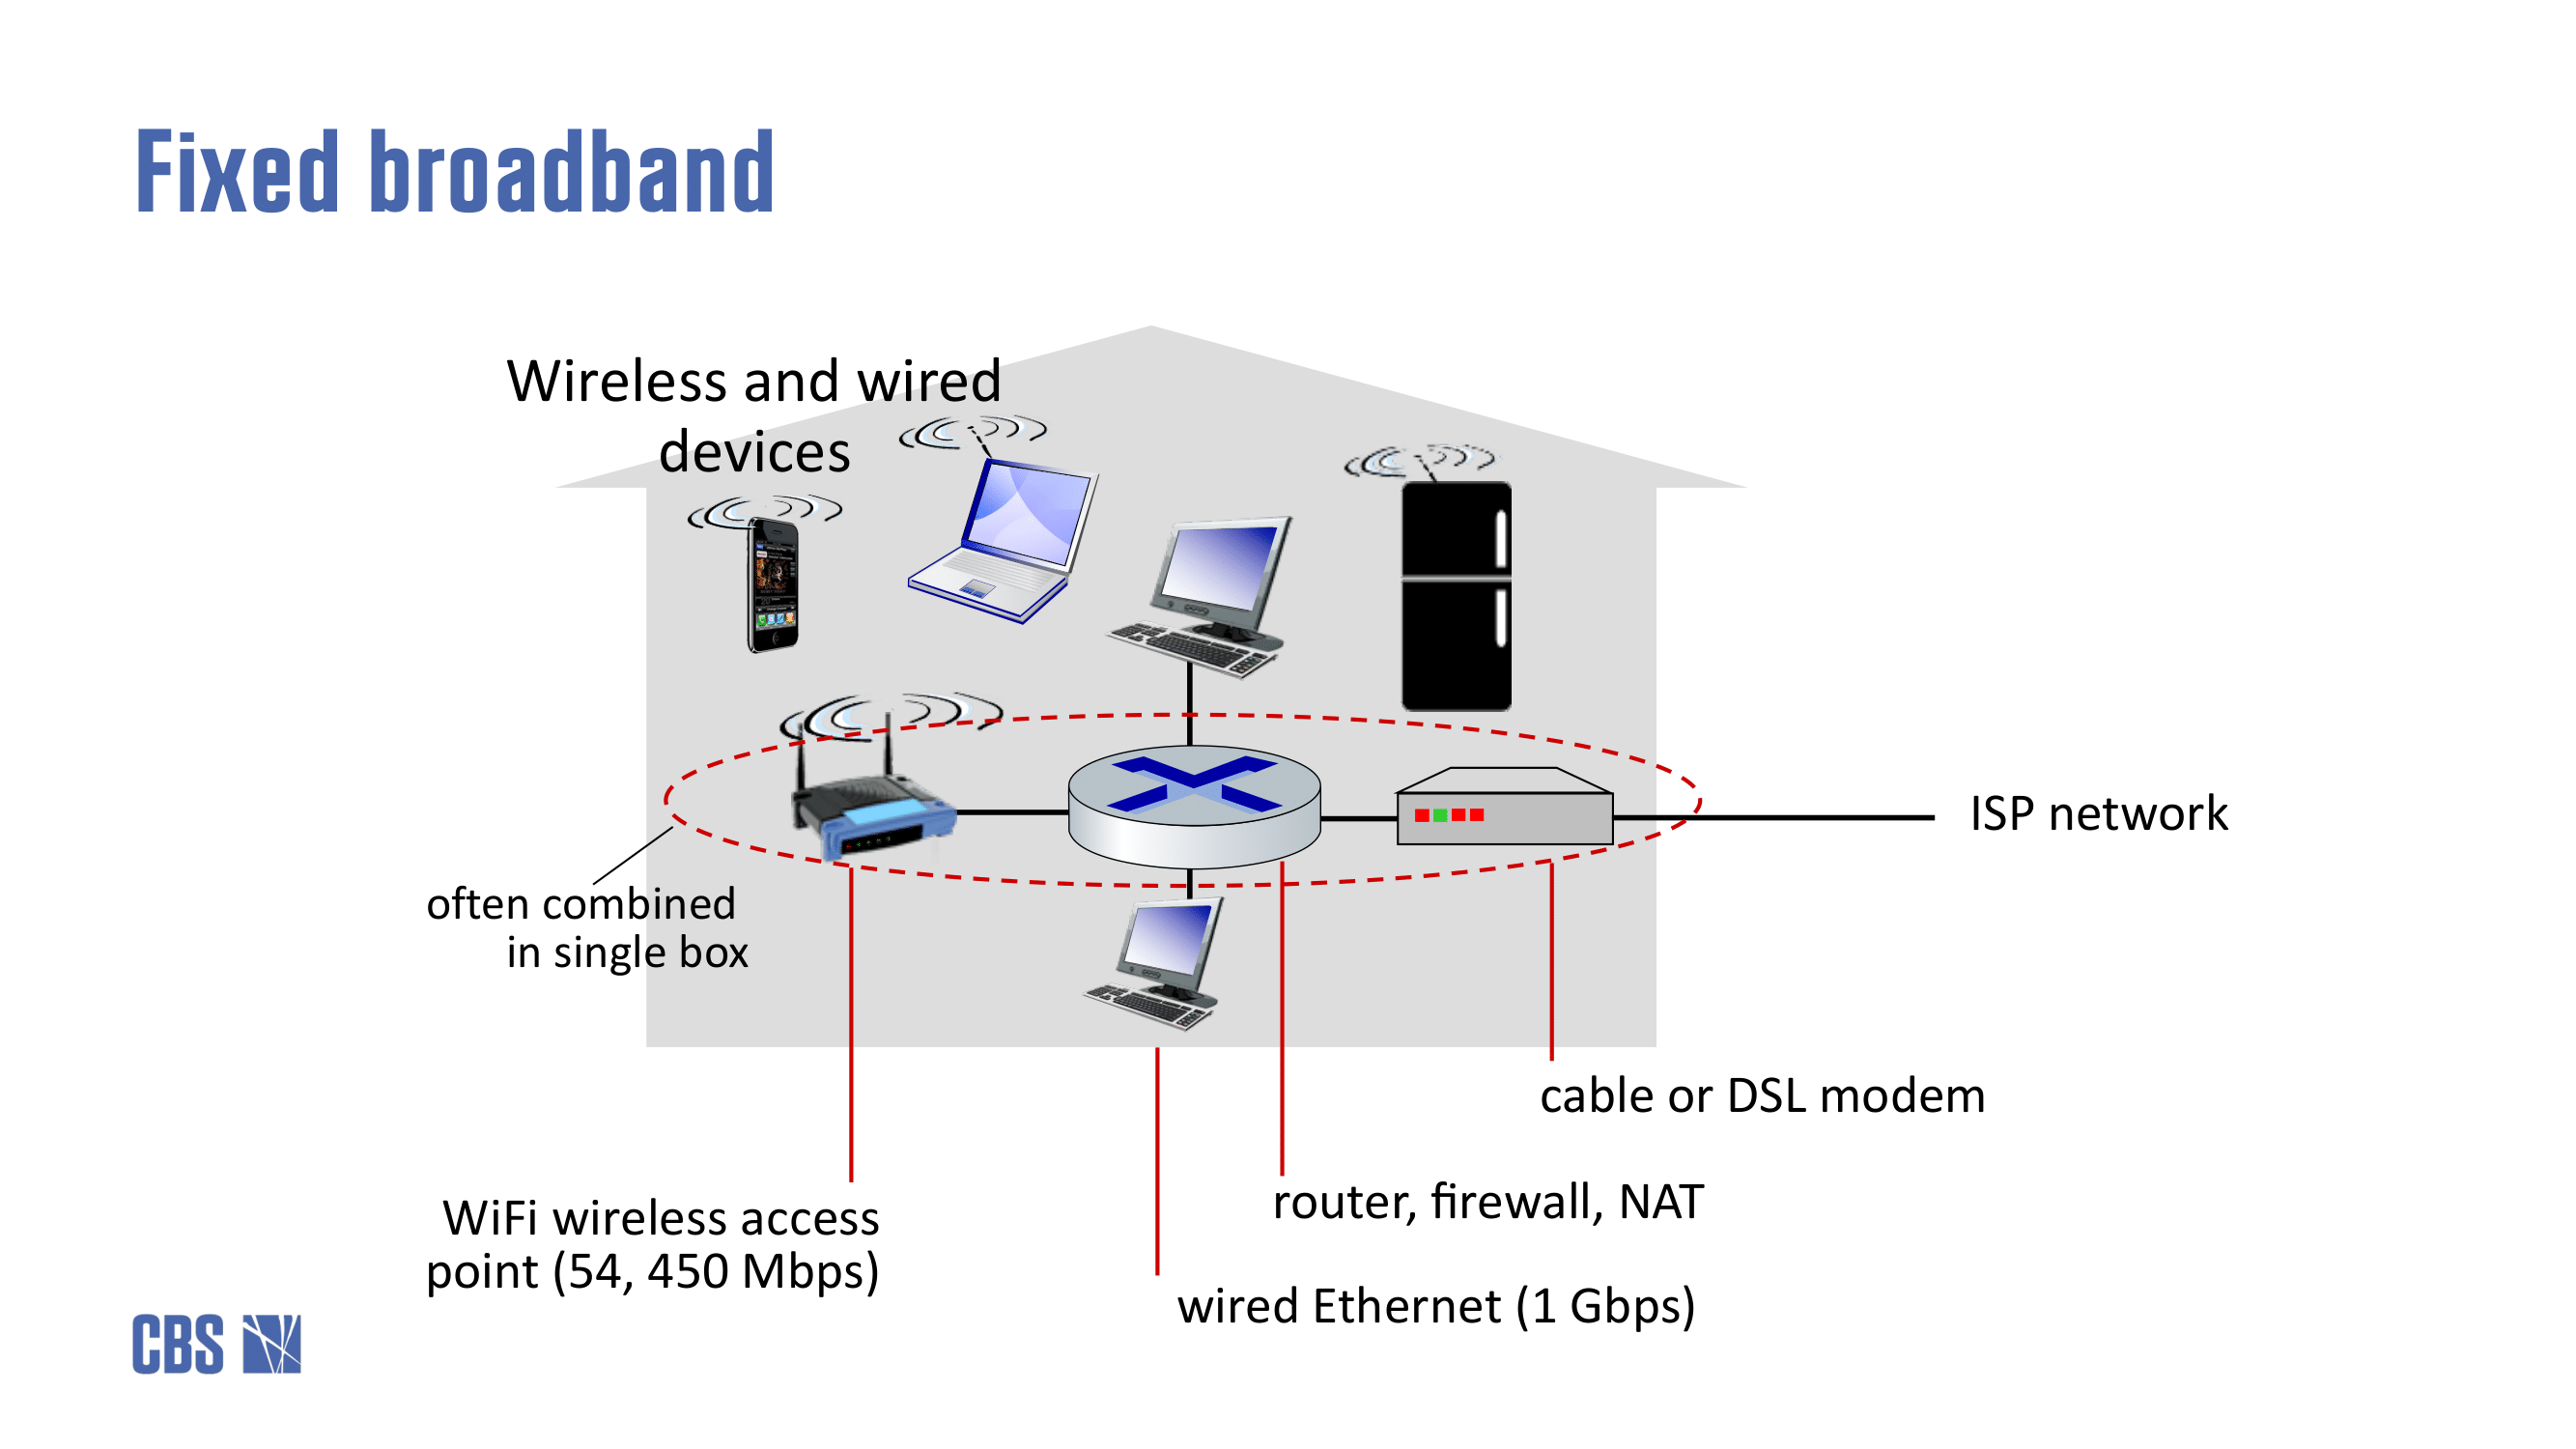 Fixed broadband
Wireless and wired
devices
ISP network
often combined
in single box
cable or DSL modem
router, firewall, NAT
WiFi wireless access
point (54, 450 Mbps)
wired Ethernet (1 Gbps)
CBS